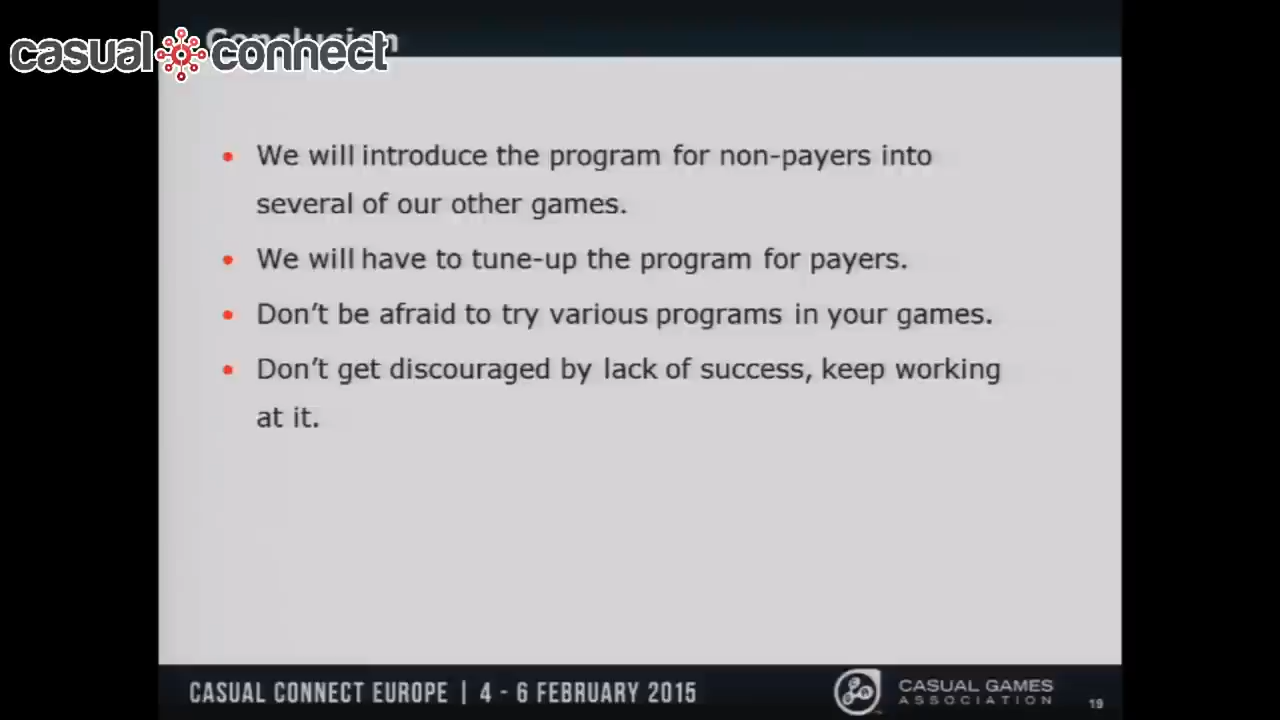 Conclusion
casual connect
We will introduce the program for non-payers into
several of our other games.
We will have to tune-up the program for payers.
Don't be afraid to try various programs in your games.
Don't get discouraged by lack of success, keep working
at it.
CASUAL CONNECT EUROPE | 4 - 6 FEBRUARY 2015
CASUAL GAMES
ASSOCIATION
19